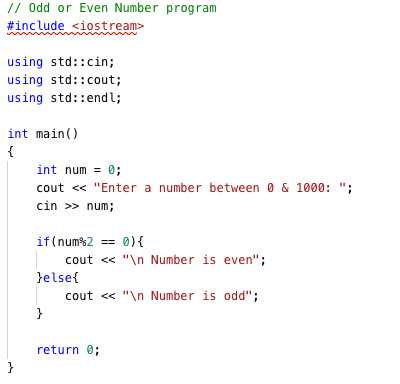 // Odd or Even Number program
#include <iostream>

using std::cin;
using std::cout;
using std::endl;

int main()
{
    int num = 0;
    cout << "Enter a number between 0 & 1000: ";
    cin >> num;

    if(num%2 == 0){
        cout << "\n Number is even";
    }else{
        cout << "\n Number is odd";
    }

    return 0;
}